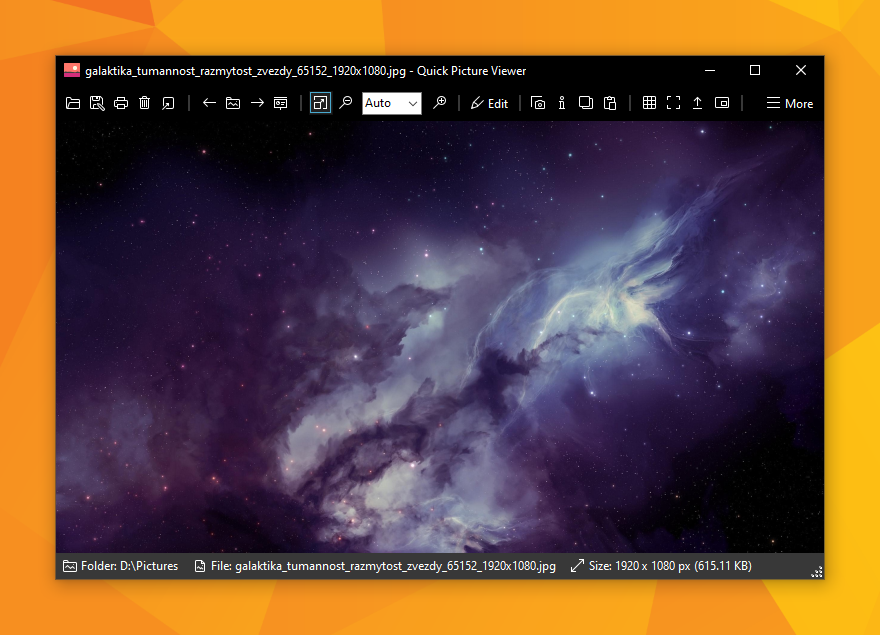 galaktika_tumannost_razmytost_zvezdy_65152_1920x1080.jpg - Quick Picture Viewer
Auto Edit More
Folder: D:\Pictures File: galaktika_tumannost_razmytost_zvezdy_65152_1920x1080.jpg Size: 1920 x 1080 px (615.11 KB)